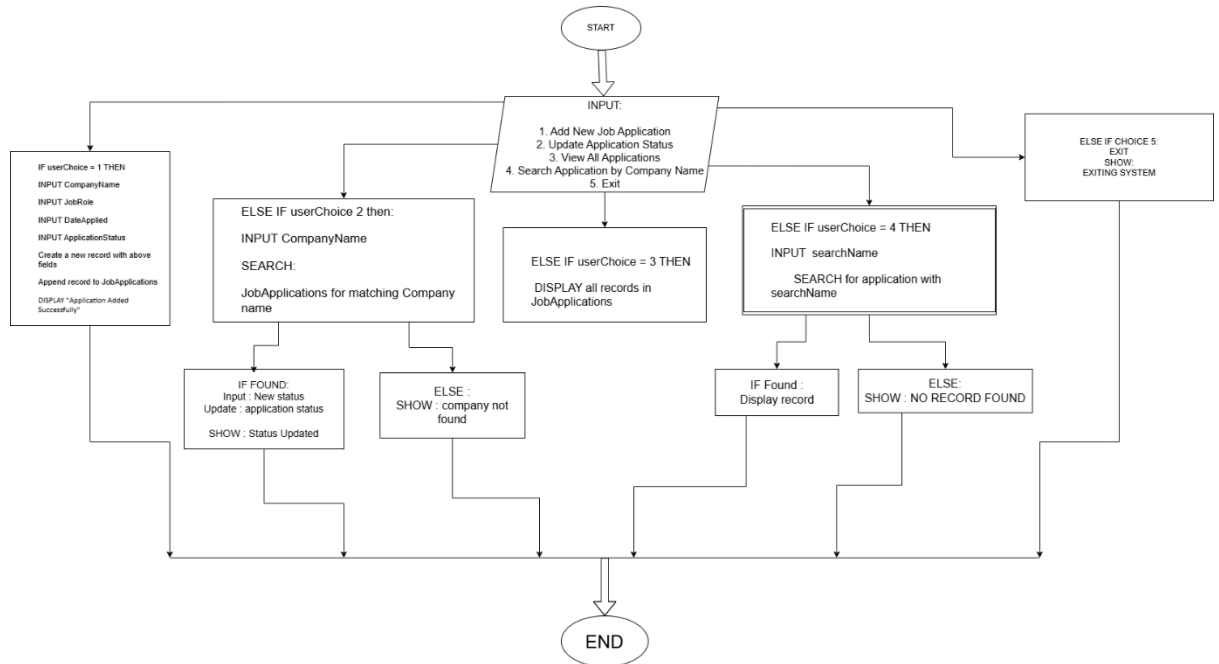 START
INPUT:
1. Add New Job Application
2. Update Application Status
3. View All Applications
4. Search Application by Company Name
5. Exit
IF userChoice = 1 THEN
INPUT CompanyName
INPUT JobRole
INPUT DateApplied
INPUT ApplicationStatus
Create a new record with above
fields
Append record to JobApplications
DISPLAY "Application Added
Successfully"
ELSE IF userChoice 2 then:
INPUT CompanyName
SEARCH:
JobApplications for matching Company
name
IF FOUND:
Input : New status
Update : application status
SHOW : Status Updated
ELSE :
SHOW : company not
found
ELSE IF userChoice = 3 THEN
DISPLAY all records in
JobApplications
ELSE IF userChoice = 4 THEN
INPUT searchName
SEARCH for application with
searchName
IF Found :
Display record
ELSE:
SHOW : NO RECORD FOUND
ELSE IF CHOICE 5:
EXIT
SHOW:
EXITING SYSTEM
END